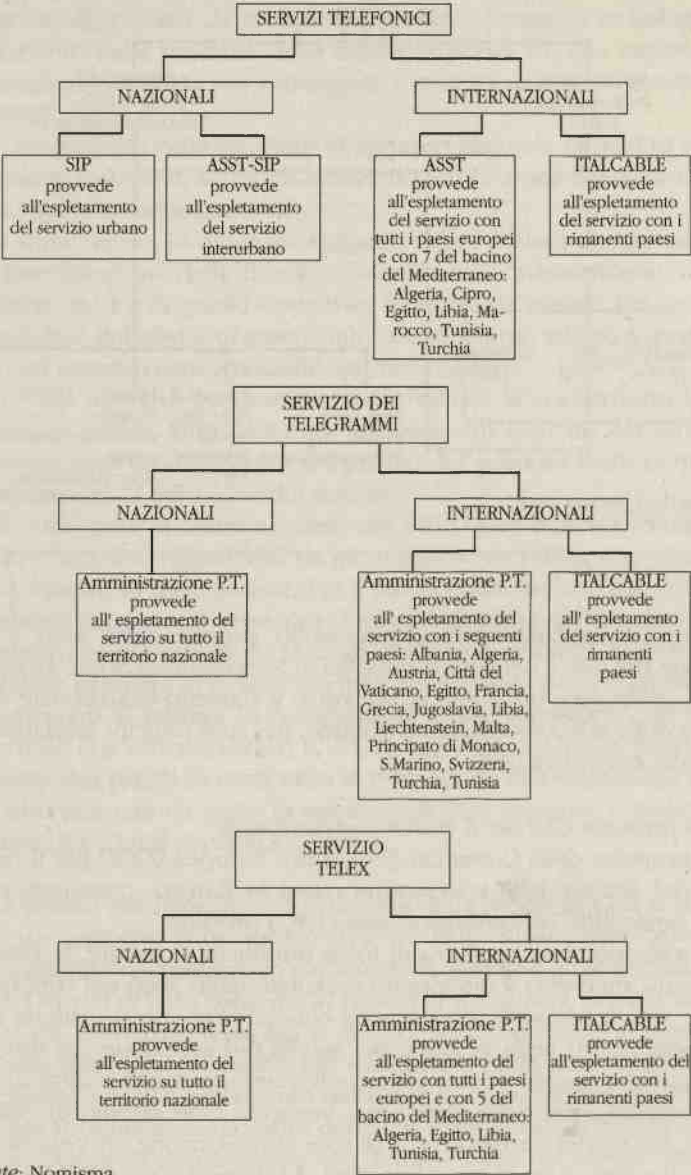 SERVIZI TELEFONICI
NAZIONALI
INTERNAZIONALI
SIP
provvede
all'espletamento
del servizio urbano
ASST-SIP
provvede
all'espletamento
del servizio
interurbano
ASST
provvede
all'espletamento
del servizio con
tutti i paesi europei
e con 7 del bacino
del Mediterraneo:
Algeria, Cipro,
Egitto, Libia, Ma-
rocco, Tunisia,
Turchia
ITALCABLE
provvede
all'espletamento
del servizio con i
rimanenti paesi
SERVIZIO DEI
TELEGRAMMI
NAZIONALI
INTERNAZIONALI
Amministrazione P.T.
provvede
all' espletamento del
servizio su tutto il
territorio nazionale
Amministrazione P.T.
provvede
all' espletamento del
servizio con i seguenti
paesi: Albania, Algeria,
Austria, Città del
Vaticano, Egitto, Francia,
Grecia, Jugoslavia, Libia,
Liechtenstein, Malta,
Principato di Monaco,
S.Marino, Svizzera,
Turchia, Tunisia
ITALCABLE
provvede
all' espletamento
del servizio con i
rimanenti
paesi
SERVIZIO
TELEX
NAZIONALI
INTERNAZIONALI
Amministrazione P.T.
provvede
all'espletamento del
servizio su tutto il
territorio nazionale
Amministrazione P.T.
provvede
all'espletamento del
servizio con tutti i paesi
europei e con 5 del
bacino del Mediterraneo:
Algeria, Egitto, Libia,
Tunisia, Turchia
ITALCABLE
provvede
all'espletamento del
servizio con i
rimanenti paesi
Nomisma